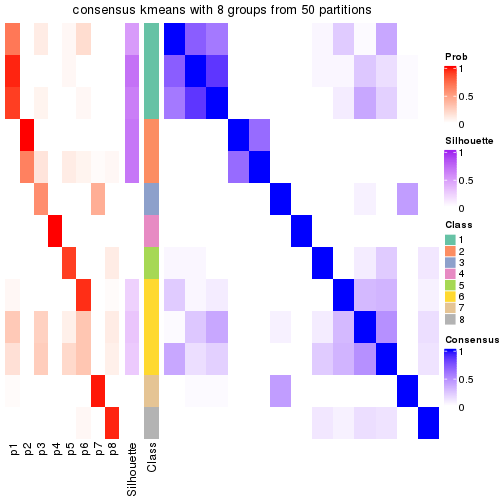 consensus kmeans with 8 groups from 50 partitions
Prob
1
0.5
0
Silhouette
1
0.5
0
Class
1
2
3
4
5
6
7
8
Consensus
1
0.5
0
p1
p2
p3
p4
p5
p6
p7
p8
Silhouette
Class